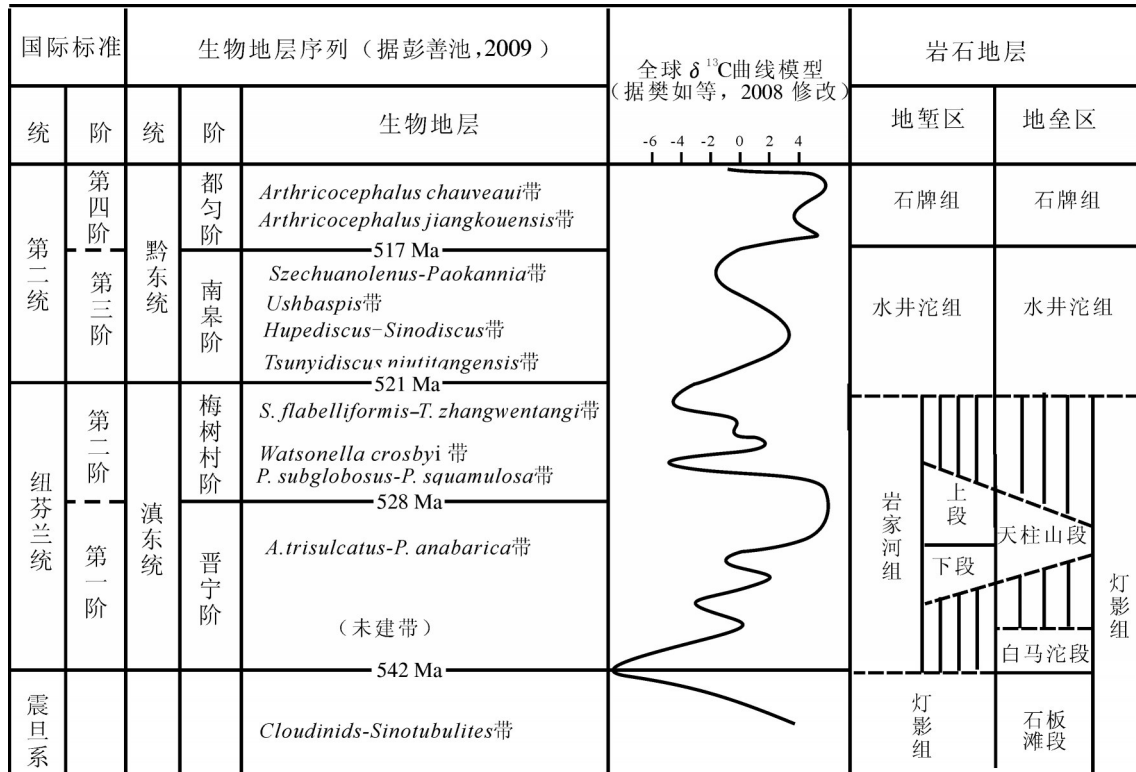 国际标准
生物地层序列（据彭善池，2009）
全球 δ ¹³C曲线模型
（据樊如等，2008 修改）
岩石地层
统
阶
统
阶
生物地层
地堑区
地垒区
-6 -4 -2 0 2 4
第二统
第四阶
黔东统
都匀阶
Arthricocephalus chauveaui带
Arthricocephalus jiangkouensis带
石牌组
石牌组
517 Ma
第三阶
南皋阶
Szechuanolenus-Paokannia带
Ushbaspis带
Hupediscus-Sinodiscus带
Tsunyidiscus niutitangensis带
水井沱组
水井沱组
521 Ma
纽芬兰统
第二阶
滇东统
梅树村阶
S. flabelliformis-T. zhangwentangi带
Watsonella crosbyi 带
P. subglobosus-P. squamulosa带
528 Ma
第一阶
晋宁阶
A.trisulcatus-P. anabarica带
（未建带）
岩家河组
上段
下段
天柱山段
白马沱段
灯影组
542 Ma
震旦系
Cloudinids-Sinotubulites带
灯影组
石板滩段